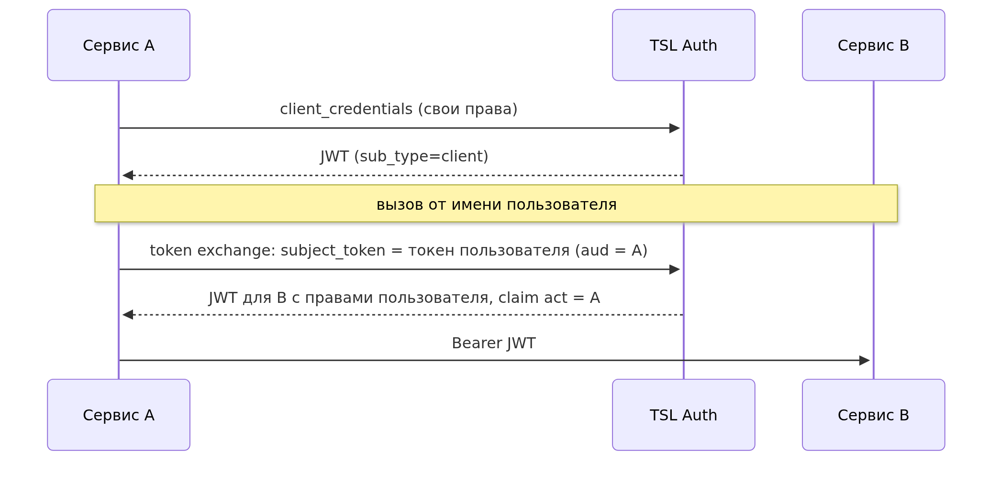 Сервис A
TSL Auth
Сервис B
client_credentials (свои права)
JWT (sub_type=client)
вызов от имени пользователя
token exchange: subject_token = токен пользователя (aud = A)
JWT для B с правами пользователя, claim act = A
Bearer JWT
Сервис A
TSL Auth
Сервис B